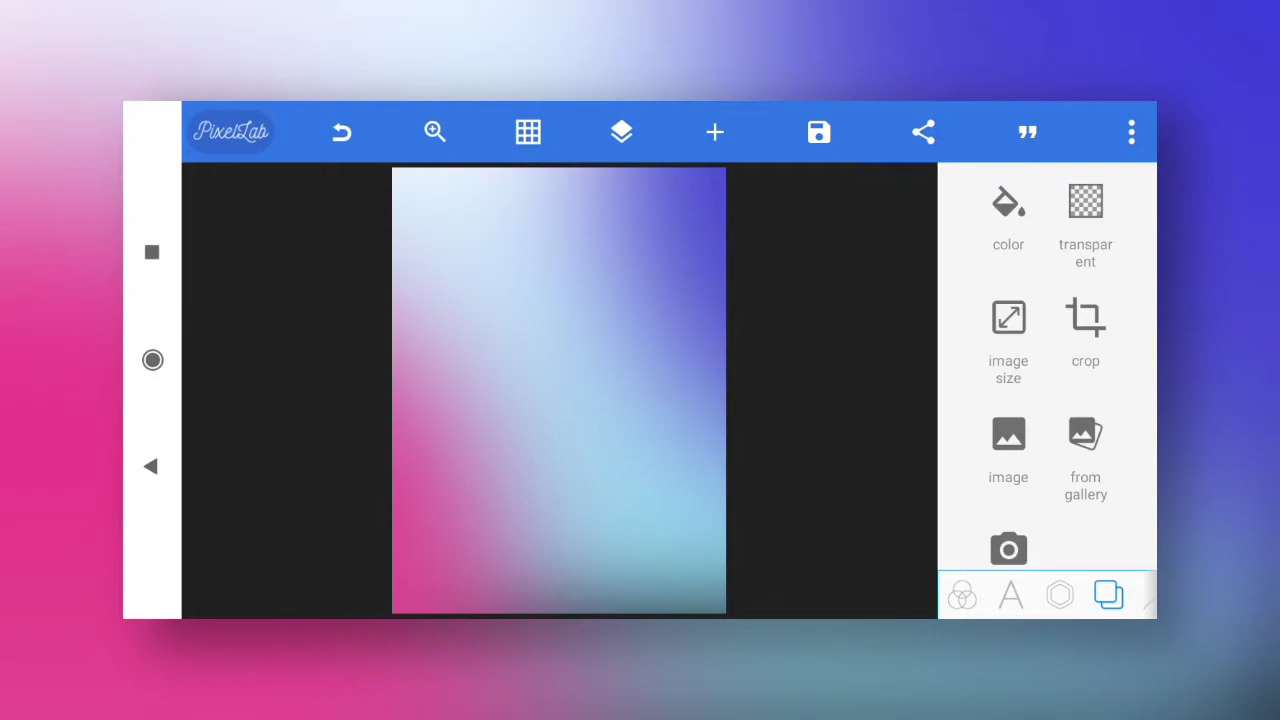 PixelLab
color
transpar
ent
image
size
crop
image
from
gallery